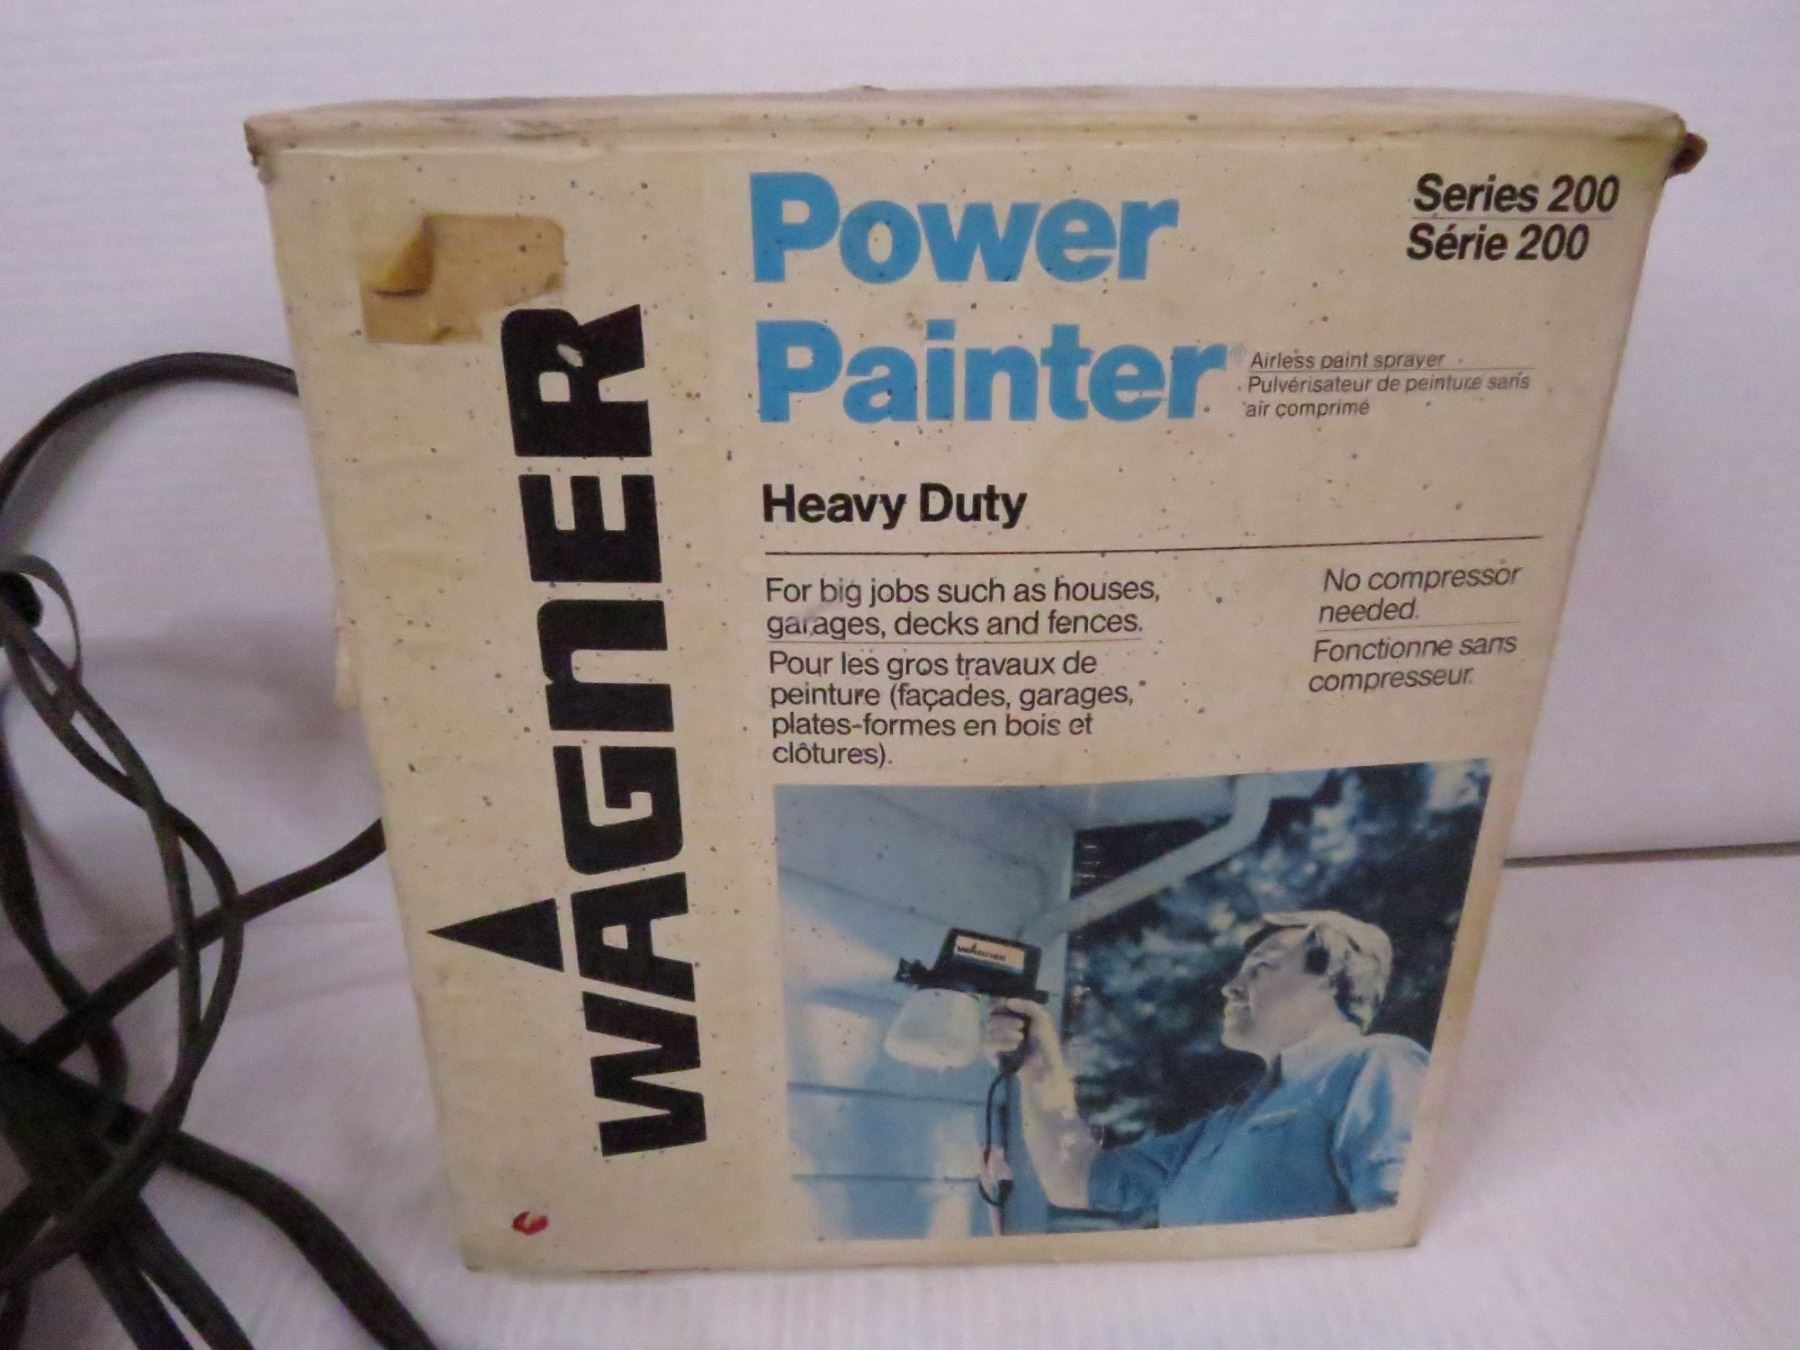 WAGNER
Power
Painter®
Series 200
Série 200
Airless paint sprayer
Pulvérisateur de peinture sans
air comprimé
Heavy Duty
For big jobs such as houses,
garages, decks and fences.
Pour les gros travaux de
peinture (façades, garages,
plates-formes en bois et
clôtures).
No compressor
needed.
Fonctionne sans
compresseur.
WAGNER